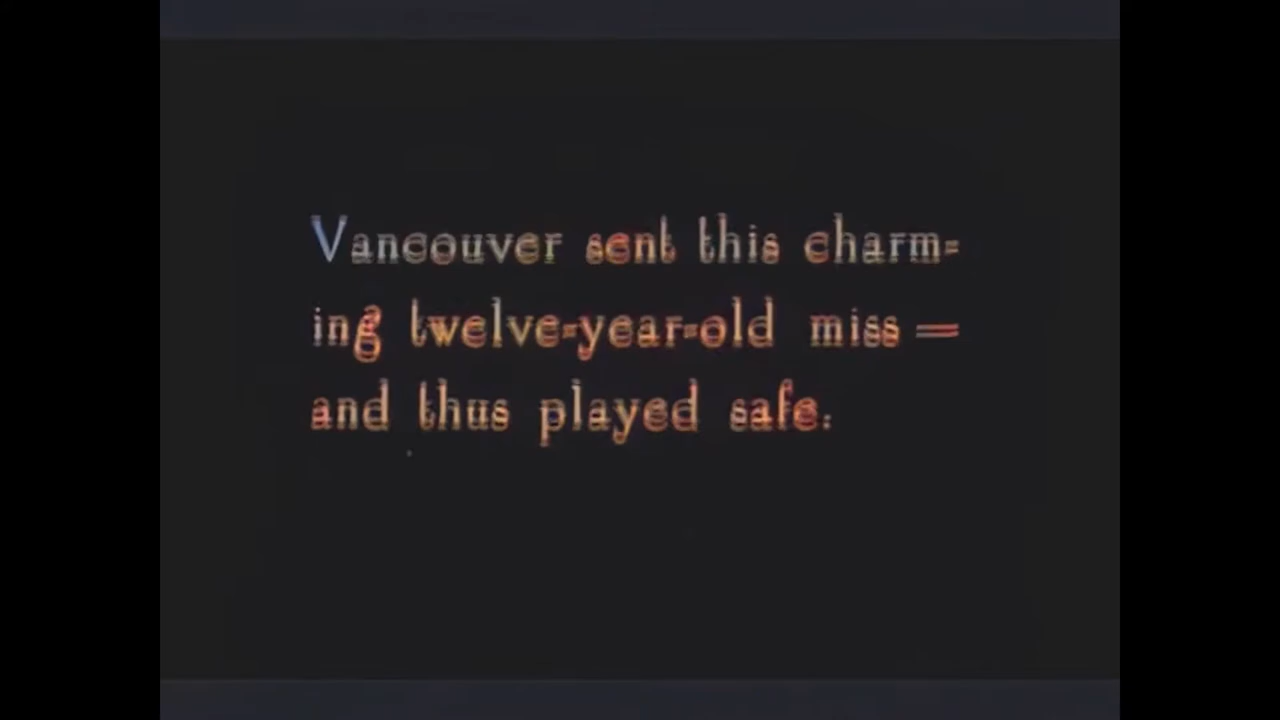 Vancouver sent this charm-
ing twelve-year-old miss —
and thus played safe.